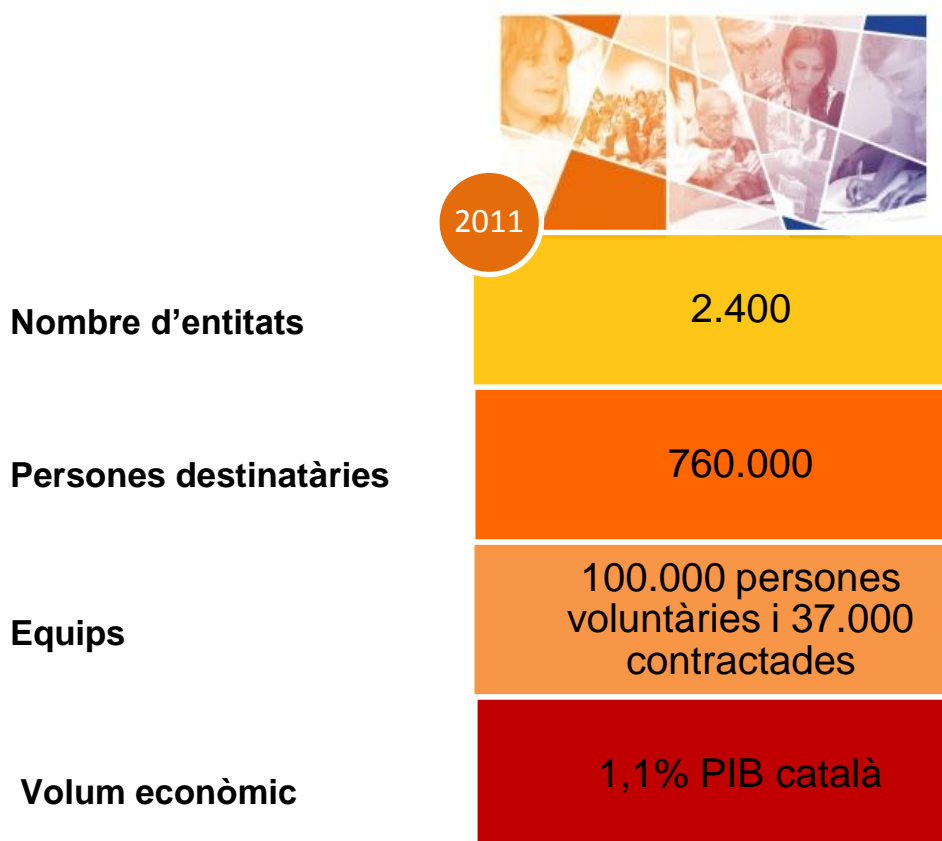 2011
Nombre d’entitats
2.400
Persones destinatàries
760.000
Equips
100.000 persones
voluntàries i 37.000
contractades
Volum econòmic
1,1% PIB català